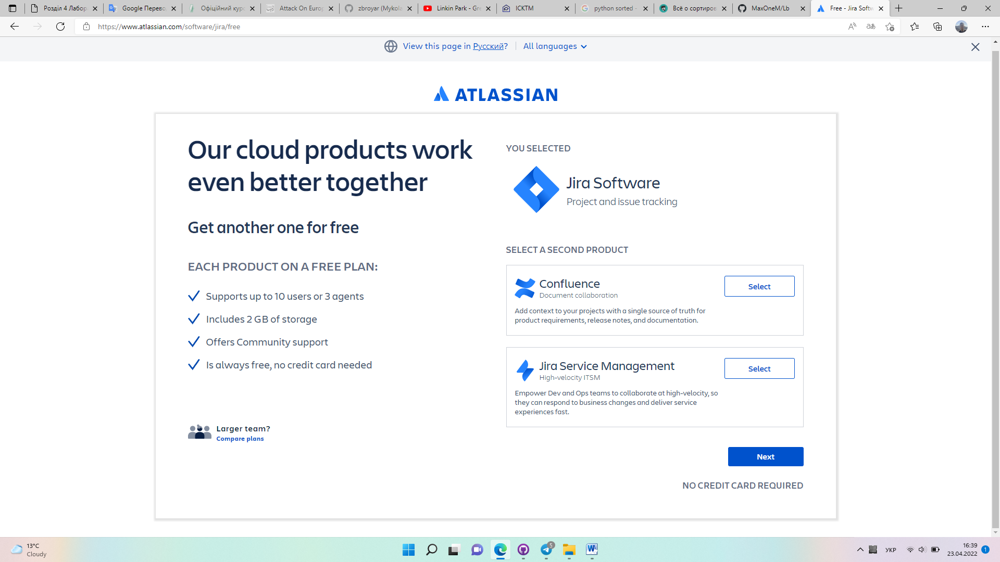 Розділ 4 Лабор
Google Перево
Офіційний курс
Attack On Europ
zbroyar (Mykola
Linkin Park - Gre
ІСКТМ
python sorted -
Всё о сортиров
MaxOneM/Lb
Free - Jira Softw
https://www.atlassian.com/software/jira/free
View this page in Русский?
All languages
ATLASSIAN
Our cloud products work
even better together
Get another one for free
EACH PRODUCT ON A FREE PLAN:
Supports up to 10 users or 3 agents
Includes 2 GB of storage
Offers Community support
Is always free, no credit card needed
Larger team?
Compare plans
YOU SELECTED
Jira Software
Project and issue tracking
SELECT A SECOND PRODUCT
Confluence
Document collaboration
Select
Add context to your projects with a single source of truth for
product requirements, release notes, and documentation.
Jira Service Management
High-velocity ITSM
Select
Empower Dev and Ops teams to collaborate at high-velocity, so
they can respond to business changes and deliver service
experiences fast.
Next
NO CREDIT CARD REQUIRED
13°C
Cloudy
5
УКР
16:39
23.04.2022
1